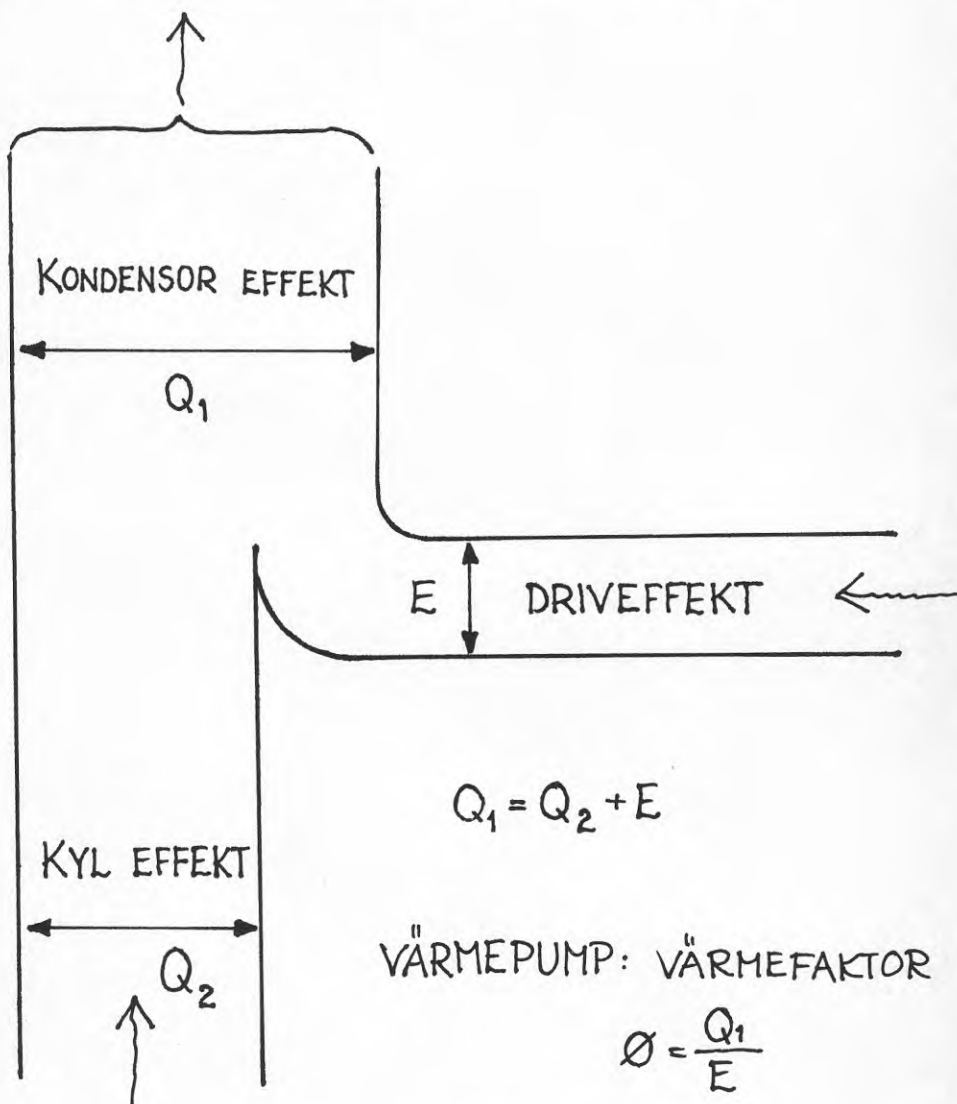 KONDENSOR EFFEKT
Q₁
E DRIVEFFEKT
Q₁ = Q₂ + E
KYL EFFEKT
Q₂
VÄRMEPUMP: VÄRMEFAKTOR
Ø = Q₁/E